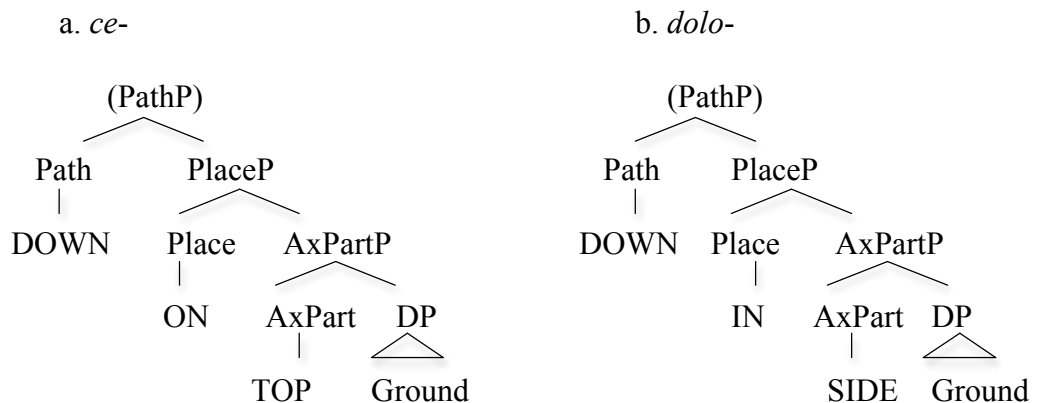 a. ce- b. dolo-
(PathP) (PathP)
Path PlaceP Path PlaceP
DOWN Place AxPartP DOWN Place AxPartP
ON AxPart DP IN AxPart DP
TOP Ground SIDE Ground